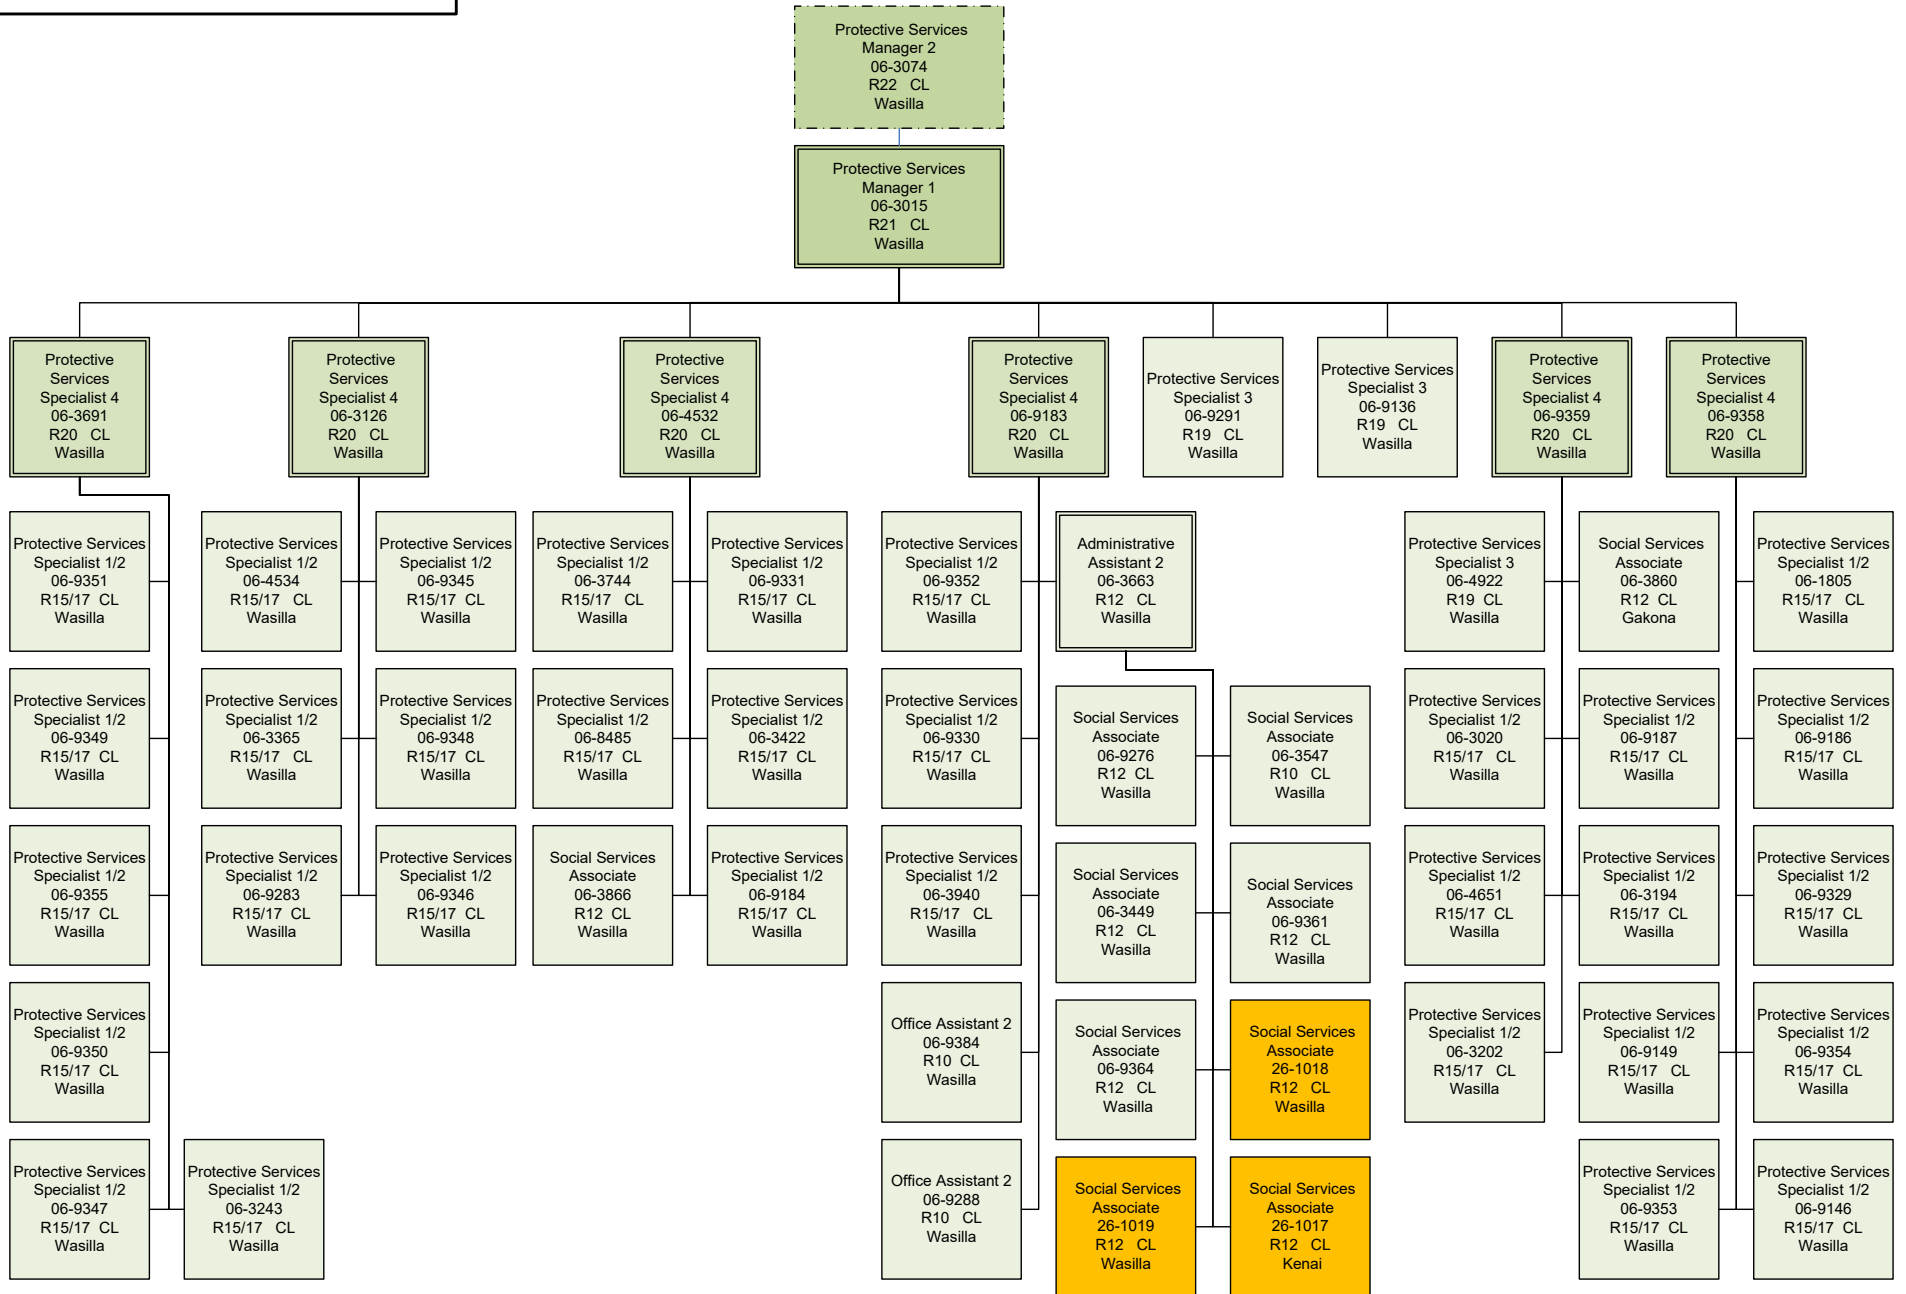 Protective Services
Manager 2
06-3074
R22 CL
Wasilla
Protective Services
Manager 1
06-3015
R21 CL
Wasilla
Protective
Services
Specialist 4
06-3691
R20 CL
Wasilla
Protective
Services
Specialist 4
06-3126
R20 CL
Wasilla
Protective
Services
Specialist 4
06-4532
R20 CL
Wasilla
Protective
Services
Specialist 4
06-9183
R20 CL
Wasilla
Protective Services
Specialist 3
06-9291
R19 CL
Wasilla
Protective Services
Specialist 3
06-9136
R19 CL
Wasilla
Protective
Services
Specialist 4
06-9359
R20 CL
Wasilla
Protective
Services
Specialist 4
06-9358
R20 CL
Wasilla
Protective Services
Specialist 1/2
06-9351
R15/17 CL
Wasilla
Protective Services
Specialist 1/2
06-4534
R15/17 CL
Wasilla
Protective Services
Specialist 1/2
06-9345
R15/17 CL
Wasilla
Protective Services
Specialist 1/2
06-3744
R15/17 CL
Wasilla
Protective Services
Specialist 1/2
06-9331
R15/17 CL
Wasilla
Protective Services
Specialist 1/2
06-9352
R15/17 CL
Wasilla
Administrative
Assistant 2
06-3663
R12 CL
Wasilla
Protective Services
Specialist 3
06-4922
R19 CL
Wasilla
Social Services
Associate
06-3860
R12 CL
Gakona
Protective Services
Specialist 1/2
06-1805
R15/17 CL
Wasilla
Protective Services
Specialist 1/2
06-9349
R15/17 CL
Wasilla
Protective Services
Specialist 1/2
06-3365
R15/17 CL
Wasilla
Protective Services
Specialist 1/2
06-9348
R15/17 CL
Wasilla
Protective Services
Specialist 1/2
06-8485
R15/17 CL
Wasilla
Protective Services
Specialist 1/2
06-3422
R15/17 CL
Wasilla
Protective Services
Specialist 1/2
06-9330
R15/17 CL
Wasilla
Social Services
Associate
06-9276
R12 CL
Wasilla
Social Services
Associate
06-3547
R10 CL
Wasilla
Protective Services
Specialist 1/2
06-3020
R15/17 CL
Wasilla
Protective Services
Specialist 1/2
06-9187
R15/17 CL
Wasilla
Protective Services
Specialist 1/2
06-9186
R15/17 CL
Wasilla
Protective Services
Specialist 1/2
06-9355
R15/17 CL
Wasilla
Protective Services
Specialist 1/2
06-9283
R15/17 CL
Wasilla
Protective Services
Specialist 1/2
06-9346
R15/17 CL
Wasilla
Social Services
Associate
06-3866
R12 CL
Wasilla
Protective Services
Specialist 1/2
06-9184
R15/17 CL
Wasilla
Protective Services
Specialist 1/2
06-3940
R15/17 CL
Wasilla
Social Services
Associate
06-3449
R12 CL
Wasilla
Social Services
Associate
06-9361
R12 CL
Wasilla
Protective Services
Specialist 1/2
06-4651
R15/17 CL
Wasilla
Protective Services
Specialist 1/2
06-3194
R15/17 CL
Wasilla
Protective Services
Specialist 1/2
06-9329
R15/17 CL
Wasilla
Protective Services
Specialist 1/2
06-9350
R15/17 CL
Wasilla
Office Assistant 2
06-9384
R10 CL
Wasilla
Social Services
Associate
06-9364
R12 CL
Wasilla
Social Services
Associate
26-1018
R12 CL
Wasilla
Protective Services
Specialist 1/2
06-3202
R15/17 CL
Wasilla
Protective Services
Specialist 1/2
06-9149
R15/17 CL
Wasilla
Protective Services
Specialist 1/2
06-9354
R15/17 CL
Wasilla
Protective Services
Specialist 1/2
06-9347
R15/17 CL
Wasilla
Protective Services
Specialist 1/2
06-3243
R15/17 CL
Wasilla
Office Assistant 2
06-9288
R10 CL
Wasilla
Social Services
Associate
26-1019
R12 CL
Wasilla
Social Services
Associate
26-1017
R12 CL
Kenai
Protective Services
Specialist 1/2
06-9353
R15/17 CL
Wasilla
Protective Services
Specialist 1/2
06-9146
R15/17 CL
Wasilla